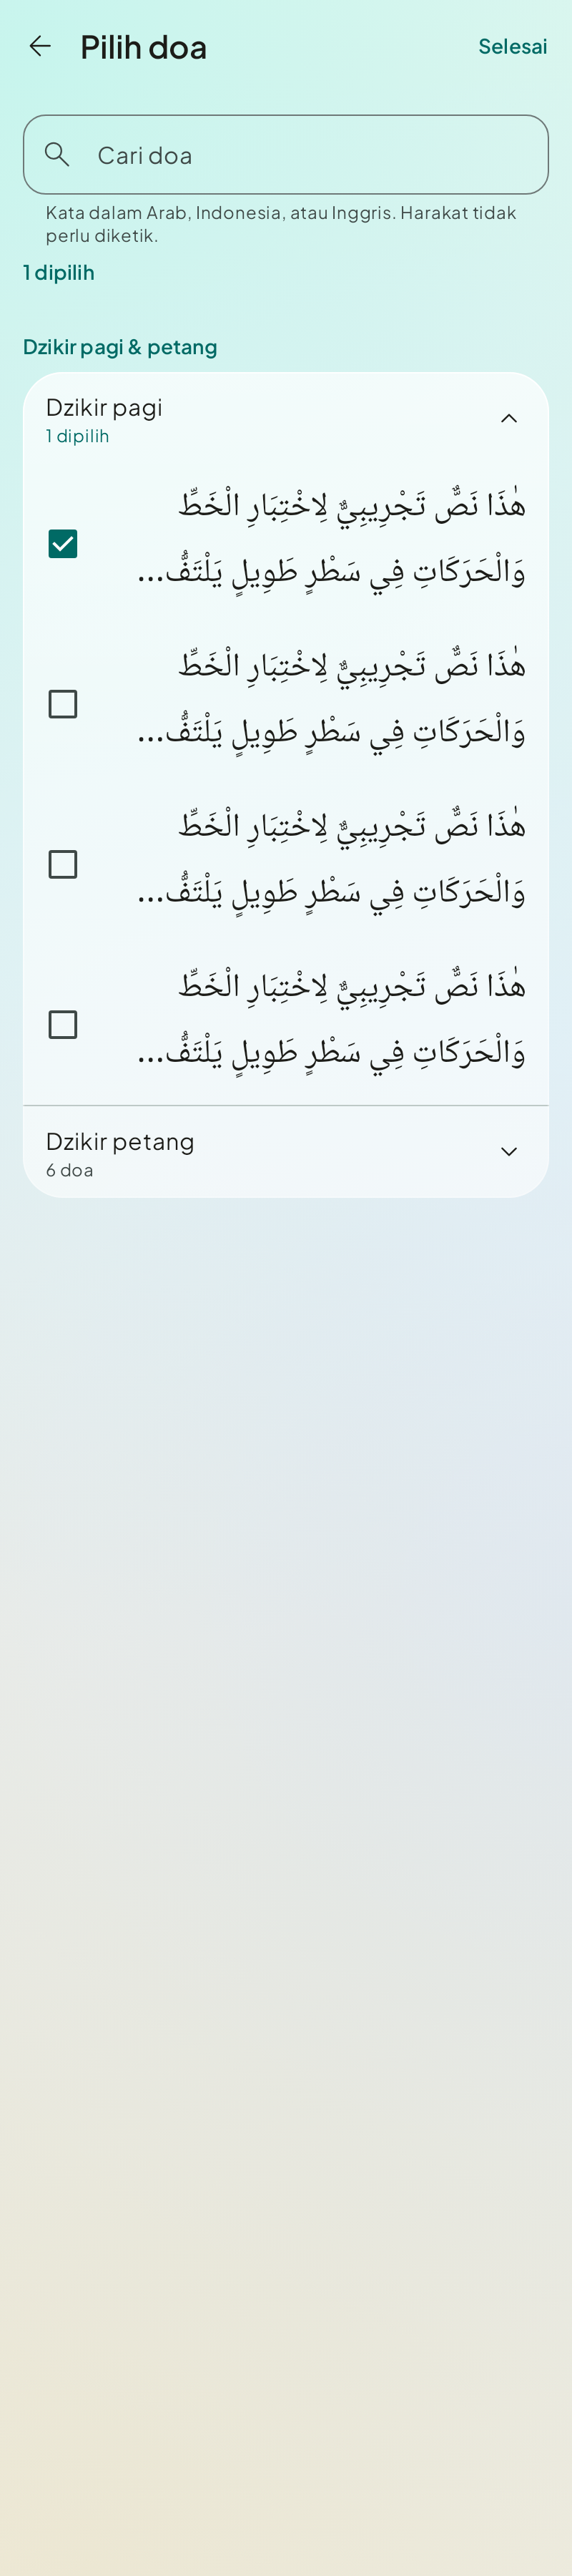 Pilih doa
Selesai
Cari doa
Kata dalam Arab, Indonesia, atau Inggris. Harakat tidak
perlu diketik.
1 dipilih
Dzikir pagi & petang
Dzikir pagi
1 dipilih
هٰذَا نَصٌّ تَجْرِيبِيٌّ لِاخْتِبَارِ الْخَطِّ
وَالْحَرَكَاتِ فِي سَطْرٍ طَوِيلٍ يَلْتَفُّ...
هٰذَا نَصٌّ تَجْرِيبِيٌّ لِاخْتِبَارِ الْخَطِّ
وَالْحَرَكَاتِ فِي سَطْرٍ طَوِيلٍ يَلْتَفُّ...
هٰذَا نَصٌّ تَجْرِيبِيٌّ لِاخْتِبَارِ الْخَطِّ
وَالْحَرَكَاتِ فِي سَطْرٍ طَوِيلٍ يَلْتَفُّ...
هٰذَا نَصٌّ تَجْرِيبِيٌّ لِاخْتِبَارِ الْخَطِّ
وَالْحَرَكَاتِ فِي سَطْرٍ طَوِيلٍ يَلْتَفُّ...
Dzikir petang
6 doa